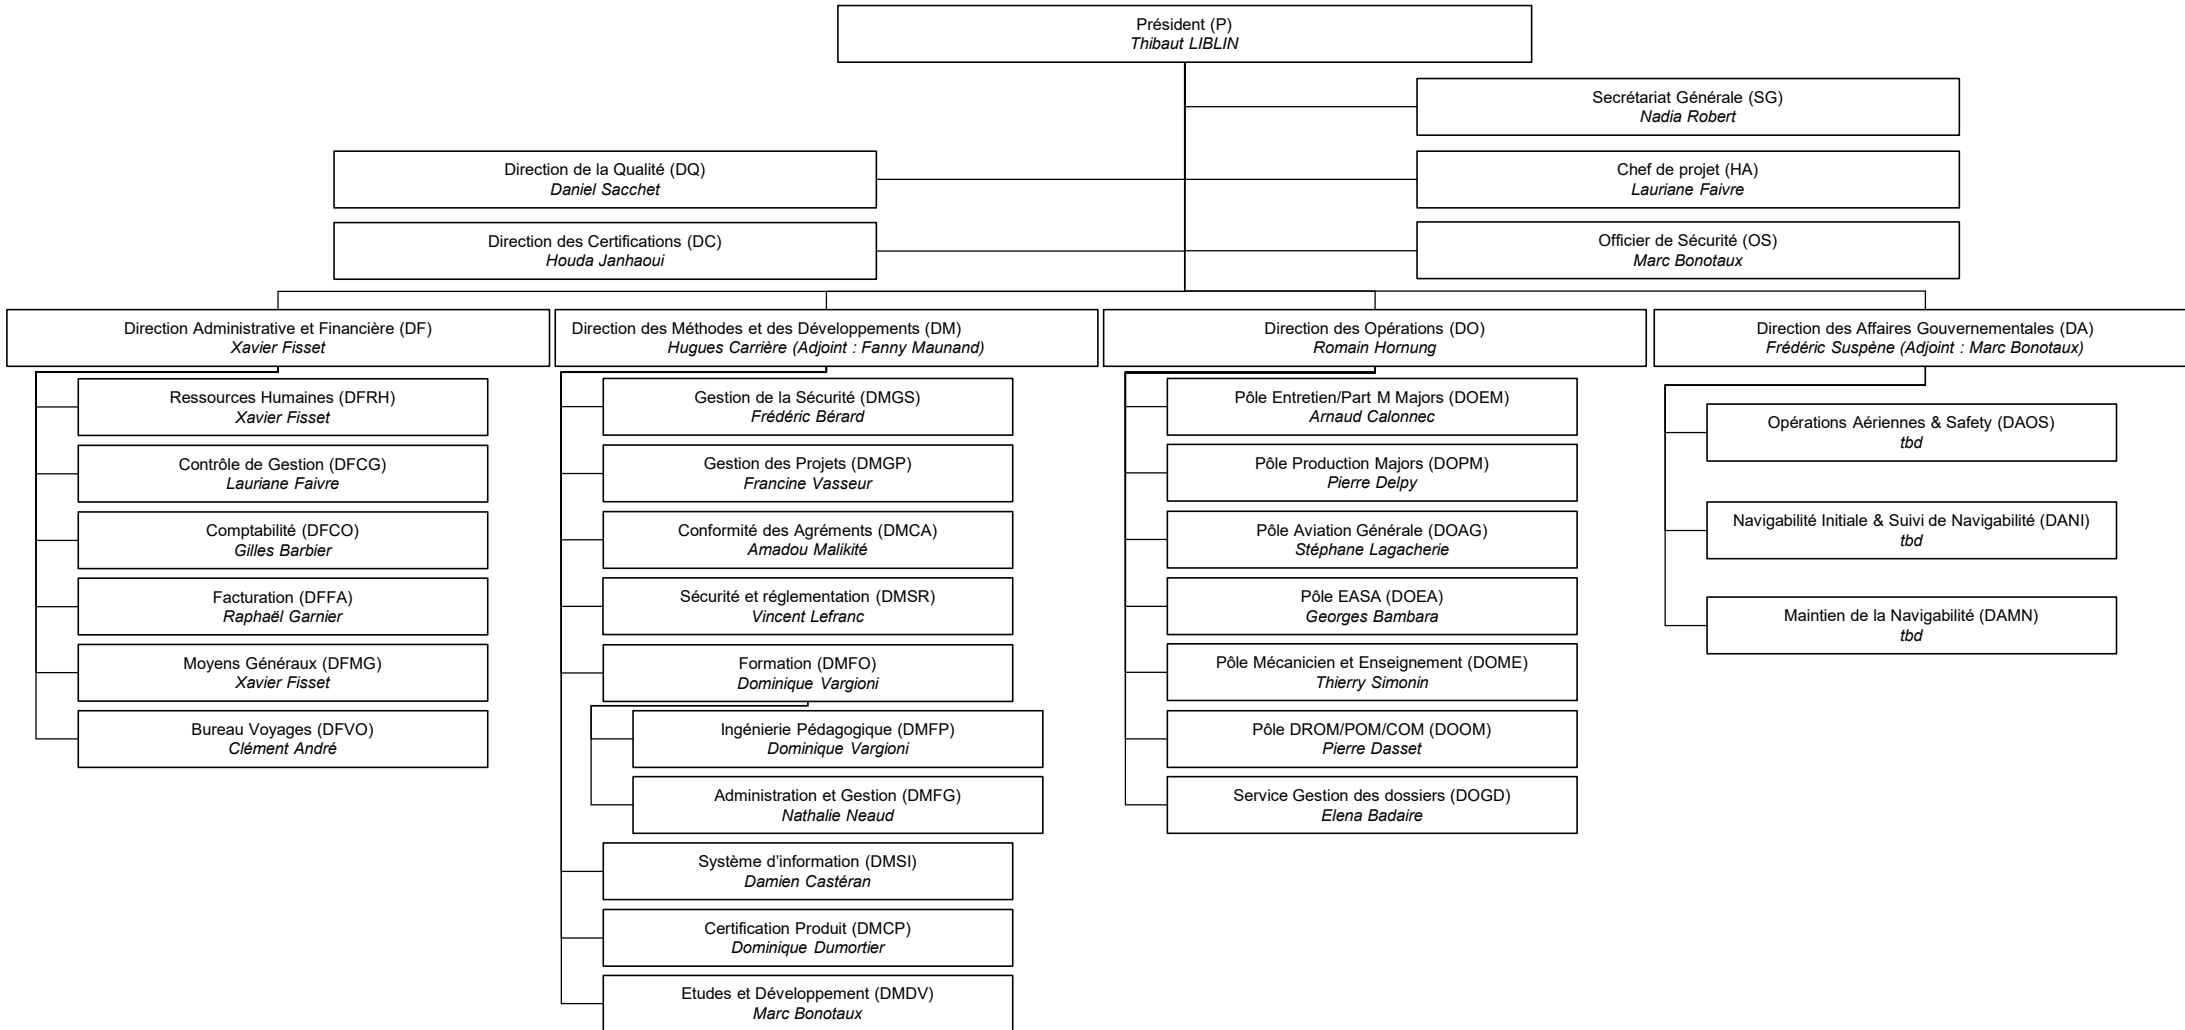 Président (P)
Thibaut LIBLIN
Secrétariat Générale (SG)
Nadia Robert
Direction de la Qualité (DQ)
Daniel Sacchet
Chef de projet (HA)
Lauriane Faivre
Direction des Certifications (DC)
Houda Janhaoui
Officier de Sécurité (OS)
Marc Bonotaux
Direction Administrative et Financière (DF)
Xavier Fisset
Ressources Humaines (DFRH)
Xavier Fisset
Contrôle de Gestion (DFCG)
Lauriane Faivre
Comptabilité (DFCO)
Gilles Barbier
Facturation (DFFA)
Raphaël Garnier
Moyens Généraux (DFMG)
Xavier Fisset
Bureau Voyages (DFVO)
Clément André
Direction des Méthodes et des Développements (DM)
Hugues Carrière (Adjoint : Fanny Maunand)
Gestion de la Sécurité (DMGS)
Frédéric Bérard
Gestion des Projets (DMGP)
Francine Vasseur
Conformité des Agréments (DMCA)
Amadou Malikité
Sécurité et réglementation (DMSR)
Vincent Lefranc
Formation (DMFO)
Dominique Vargioni
Ingénierie Pédagogique (DMFP)
Dominique Vargioni
Administration et Gestion (DMFG)
Nathalie Neaud
Système d’information (DMSI)
Damien Castéran
Certification Produit (DMCP)
Dominique Dumortier
Etudes et Développement (DMDV)
Marc Bonotaux
Direction des Opérations (DO)
Romain Hornung
Pôle Entretien/Part M Majors (DOEM)
Arnaud Calonnec
Pôle Production Majors (DOPM)
Pierre Delpy
Pôle Aviation Générale (DOAG)
Stéphane Lagacherie
Pôle EASA (DOEA)
Georges Bambara
Pôle Mécanicien et Enseignement (DOME)
Thierry Simonin
Pôle DROM/POM/COM (DOOM)
Pierre Dasset
Service Gestion des dossiers (DOGD)
Elena Badaire
Direction des Affaires Gouvernementales (DA)
Frédéric Suspène (Adjoint : Marc Bonotaux)
Opérations Aériennes & Safety (DAOS)
tbd
Navigabilité Initiale & Suivi de Navigabilité (DANI)
tbd
Maintien de la Navigabilité (DAMN)
tbd